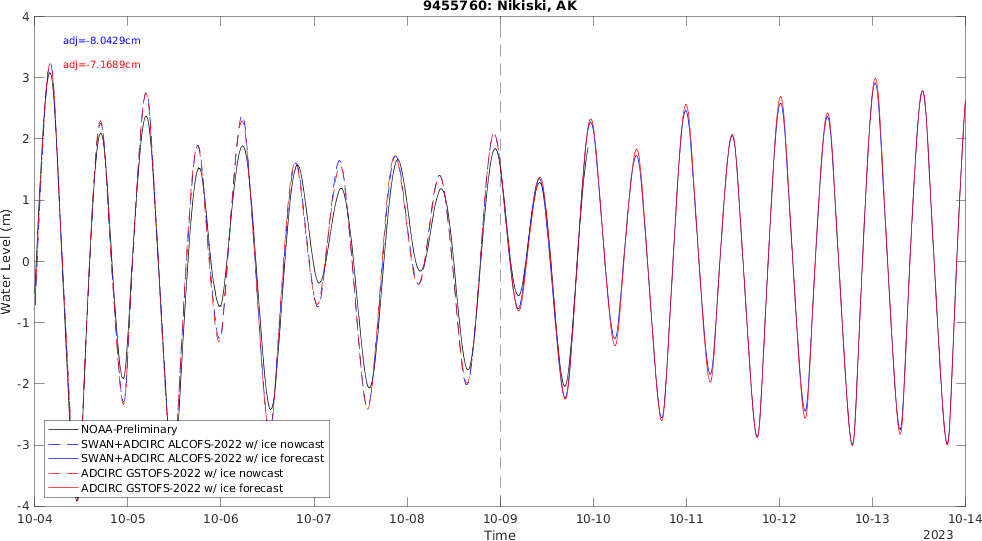 9455760: Nikiski, AK
adj=-8.0429cm
adj=-7.1689cm
Water Level (m)
4
3
2
1
0
-1
-2
-3
-4
NOAA-Preliminary
SWAN+ADCIRC ALCOFS-2022 w/ ice nowcast
SWAN+ADCIRC ALCOFS-2022 w/ ice forecast
ADCIRC GSTOFS-2022 w/ ice nowcast
ADCIRC GSTOFS-2022 w/ ice forecast
10-04 10-05 10-06 10-07 10-08 10-09 10-10 10-11 10-12 10-13 10-14
Time
2023